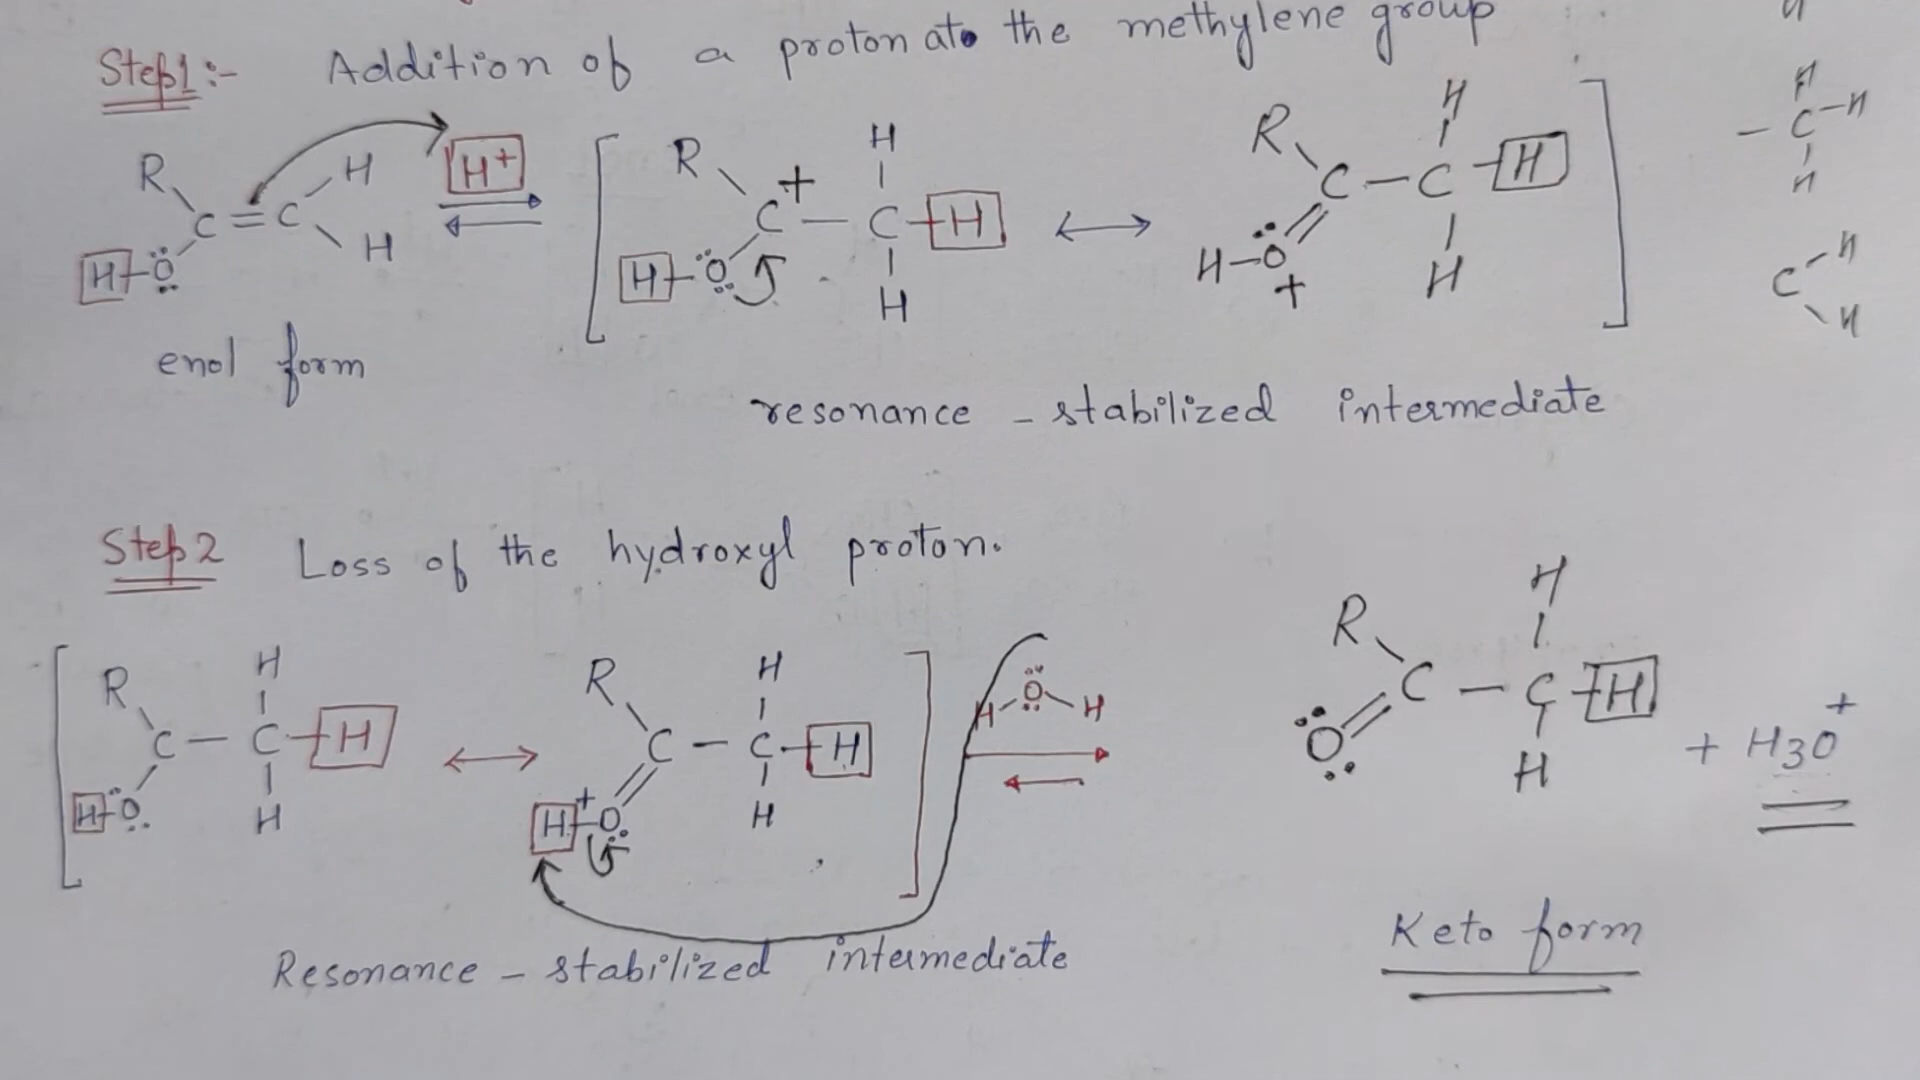 Step1:- Addition of a proton ato the methylene group
R H H+ R + H R H
C=C C - C - H C - C - H
H-O H H-O H H-O + H
enol form
resonance - stabilized intermediate
H
- C - H
H
C H
H
Step2 Loss of the hydroxyl proton.
R H R H H-O-H R H
C - C - H C - C - H C - C - H
H-O H H-O + H O H + H3O+
Resonance - stabilized intermediate
Keto form